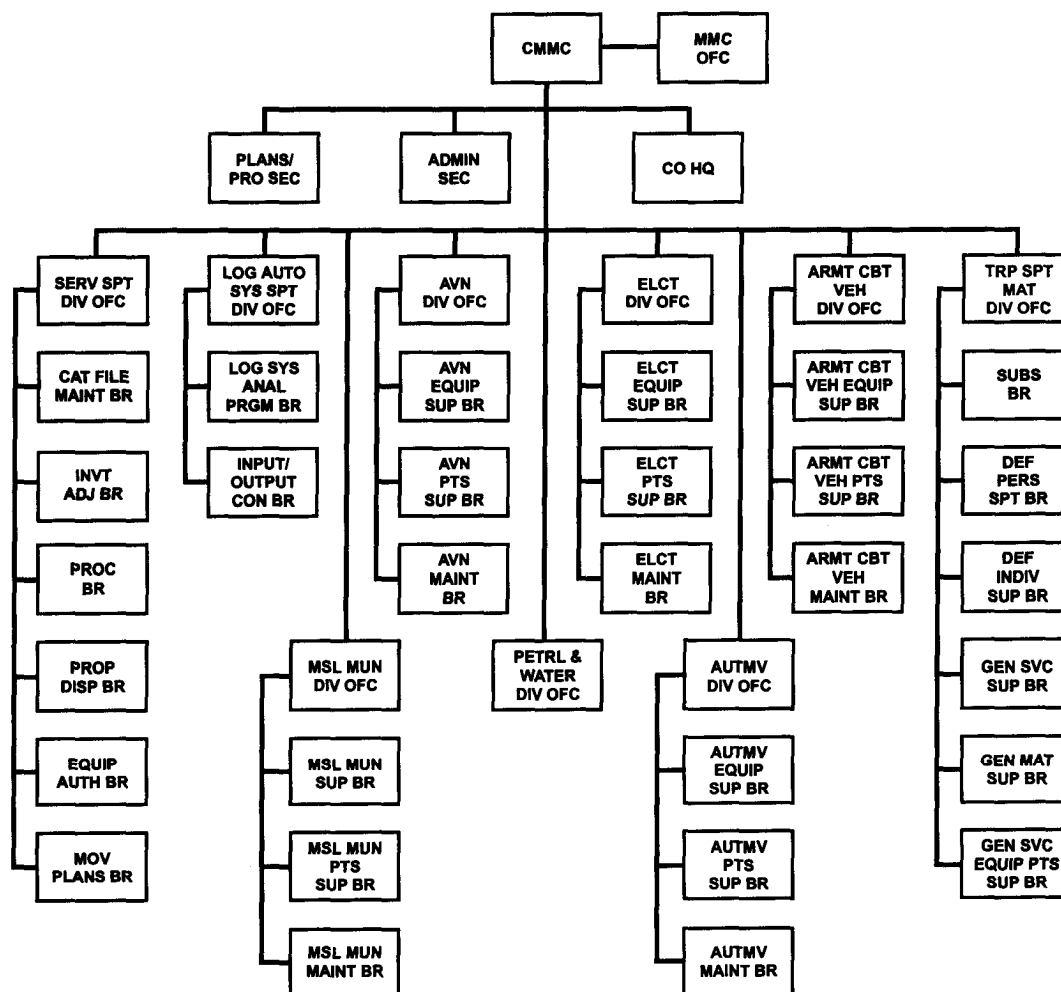 CMMC
MMC
OFC
PLANS/
PRO SEC
ADMIN
SEC
CO HQ
SERV SPT
DIV OFC
LOG AUTO
SYS SPT
DIV OFC
AVN
DIV OFC
ELCT
DIV OFC
ARMT CBT
VEH
DIV OFC
TRP SPT
MAT
DIV OFC
CAT FILE
MAINT BR
LOG SYS
ANAL
PRGM BR
AVN
EQUIP
SUP BR
ELCT
EQUIP
SUP BR
ARMT CBT
VEH EQUIP
SUP BR
SUBS
BR
INVT
ADJ BR
INPUT/
OUTPUT
CON BR
AVN
PTS
SUP BR
ELCT
PTS
SUP BR
ARMT CBT
VEH PTS
SUP BR
DEF
PERS
SPT BR
PROC
BR
AVN
MAINT
BR
ELCT
MAINT
BR
ARMT CBT
VEH
MAINT BR
DEF
INDIV
SUP BR
PROP
DISP BR
MSL MUN
DIV OFC
PETRL &
WATER
DIV OFC
AUTMV
DIV OFC
GEN SVC
SUP BR
EQUIP
AUTH BR
MSL MUN
SUP BR
AUTMV
EQUIP
SUP BR
GEN MAT
SUP BR
MOV
PLANS BR
MSL MUN
PTS
SUP BR
AUTMV
PTS
SUP BR
GEN SVC
EQUIP PTS
SUP BR
MSL MUN
MAINT BR
AUTMV
MAINT BR